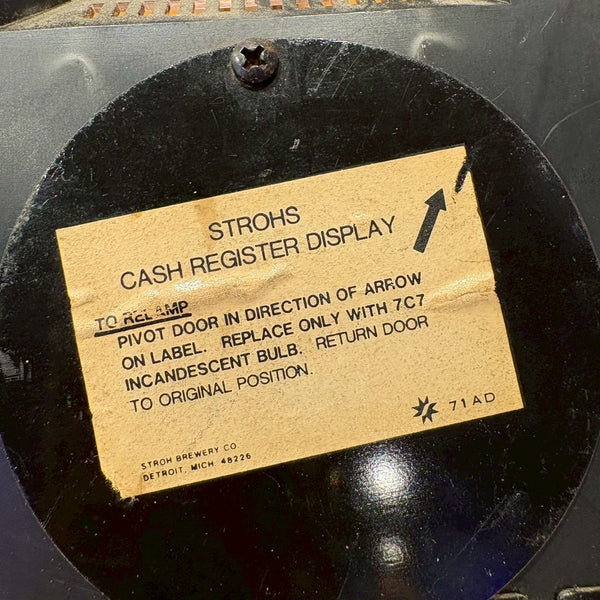 STROHS
CASH REGISTER DISPLAY
TO RELAMP
PIVOT DOOR IN DIRECTION OF ARROW
ON LABEL. REPLACE ONLY WITH 7C7
INCANDESCENT BULB. RETURN DOOR
TO ORIGINAL POSITION.
71AD
STROH BREWERY CO
DETROIT, MICH 48226